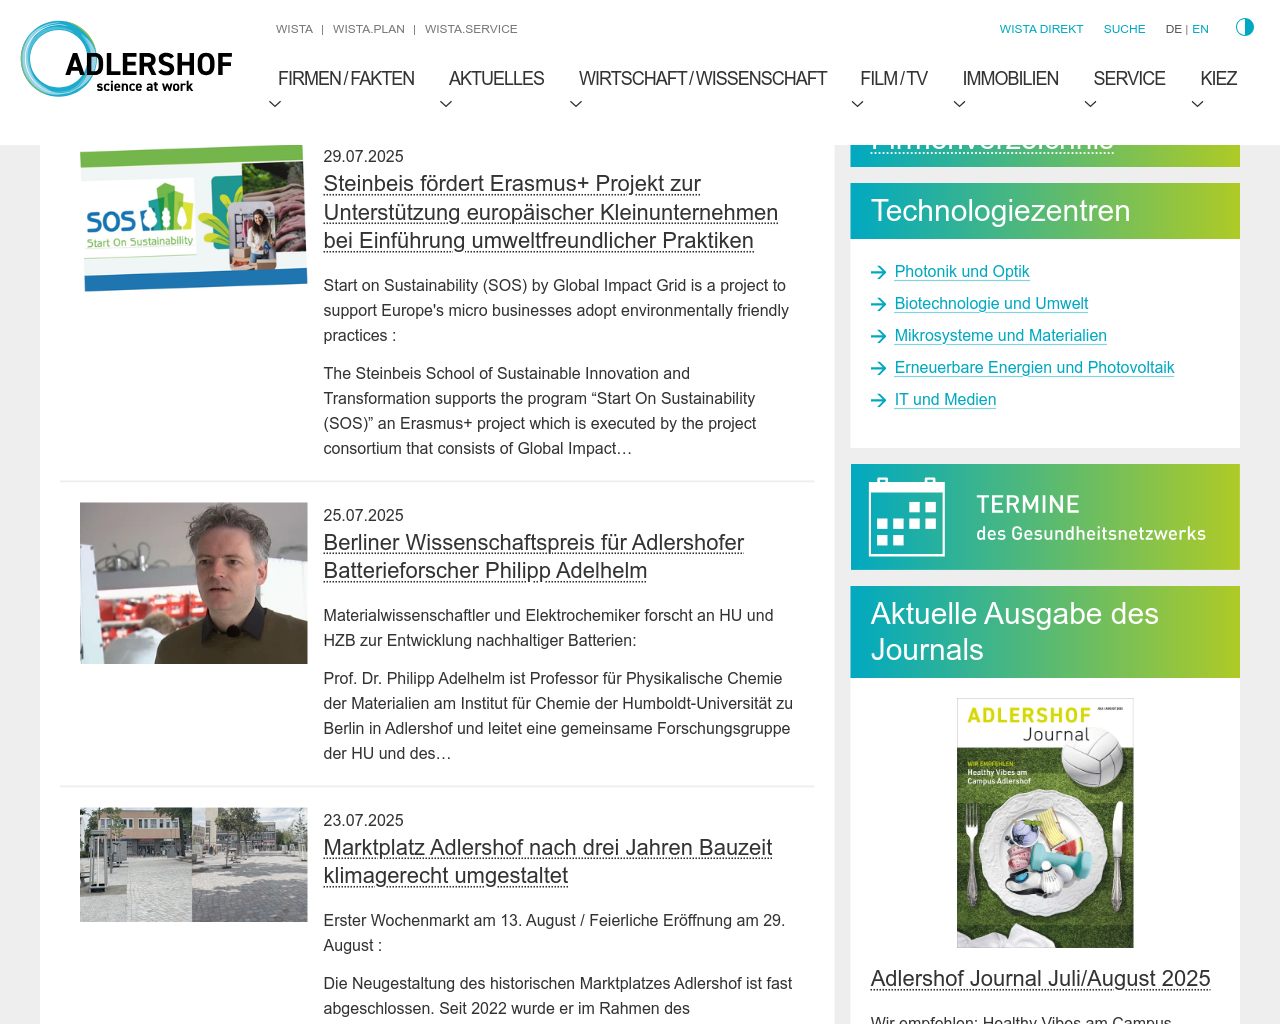 ADLERSHOF
science at work
WISTA | WISTA.PLAN | WISTA.SERVICE
WISTA DIREKT SUCHE DE | EN
FIRMEN / FAKTEN AKTUELLES WIRTSCHAFT / WISSENSCHAFT FILM / TV IMMOBILIEN SERVICE KIEZ
SOS
Start On Sustainability
29.07.2025
Steinbeis fördert Erasmus+ Projekt zur
Unterstützung europäischer Kleinunternehmen
bei Einführung umweltfreundlicher Praktiken
Start on Sustainability (SOS) by Global Impact Grid is a project to
support Europe's micro businesses adopt environmentally friendly
practices :
The Steinbeis School of Sustainable Innovation and
Transformation supports the program “Start On Sustainability
(SOS)” an Erasmus+ project which is executed by the project
consortium that consists of Global Impact…
25.07.2025
Berliner Wissenschaftspreis für Adlershofer
Batterieforscher Philipp Adelhelm
Materialwissenschaftler und Elektrochemiker forscht an HU und
HZB zur Entwicklung nachhaltiger Batterien:
Prof. Dr. Philipp Adelhelm ist Professor für Physikalische Chemie
der Materialien am Institut für Chemie der Humboldt-Universität zu
Berlin in Adlershof und leitet eine gemeinsame Forschungsgruppe
der HU und des…
23.07.2025
Marktplatz Adlershof nach drei Jahren Bauzeit
klimagerecht umgestaltet
Erster Wochenmarkt am 13. August / Feierliche Eröffnung am 29.
August :
Die Neugestaltung des historischen Marktplatzes Adlershof ist fast
abgeschlossen. Seit 2022 wurde er im Rahmen des
Firmenverzeichnis
Technologiezentren
Photonik und Optik
Biotechnologie und Umwelt
Mikrosysteme und Materialien
Erneuerbare Energien und Photovoltaik
IT und Medien
TERMINE
des Gesundheitsnetzwerks
Aktuelle Ausgabe des
Journals
ADLERSHOF
Journal
WIR EMPFEHLEN:
Healthy Vibes am
Campus Adlershof
Adlershof Journal Juli/August 2025
Wir empfehlen: Healthy Vibes am Campus